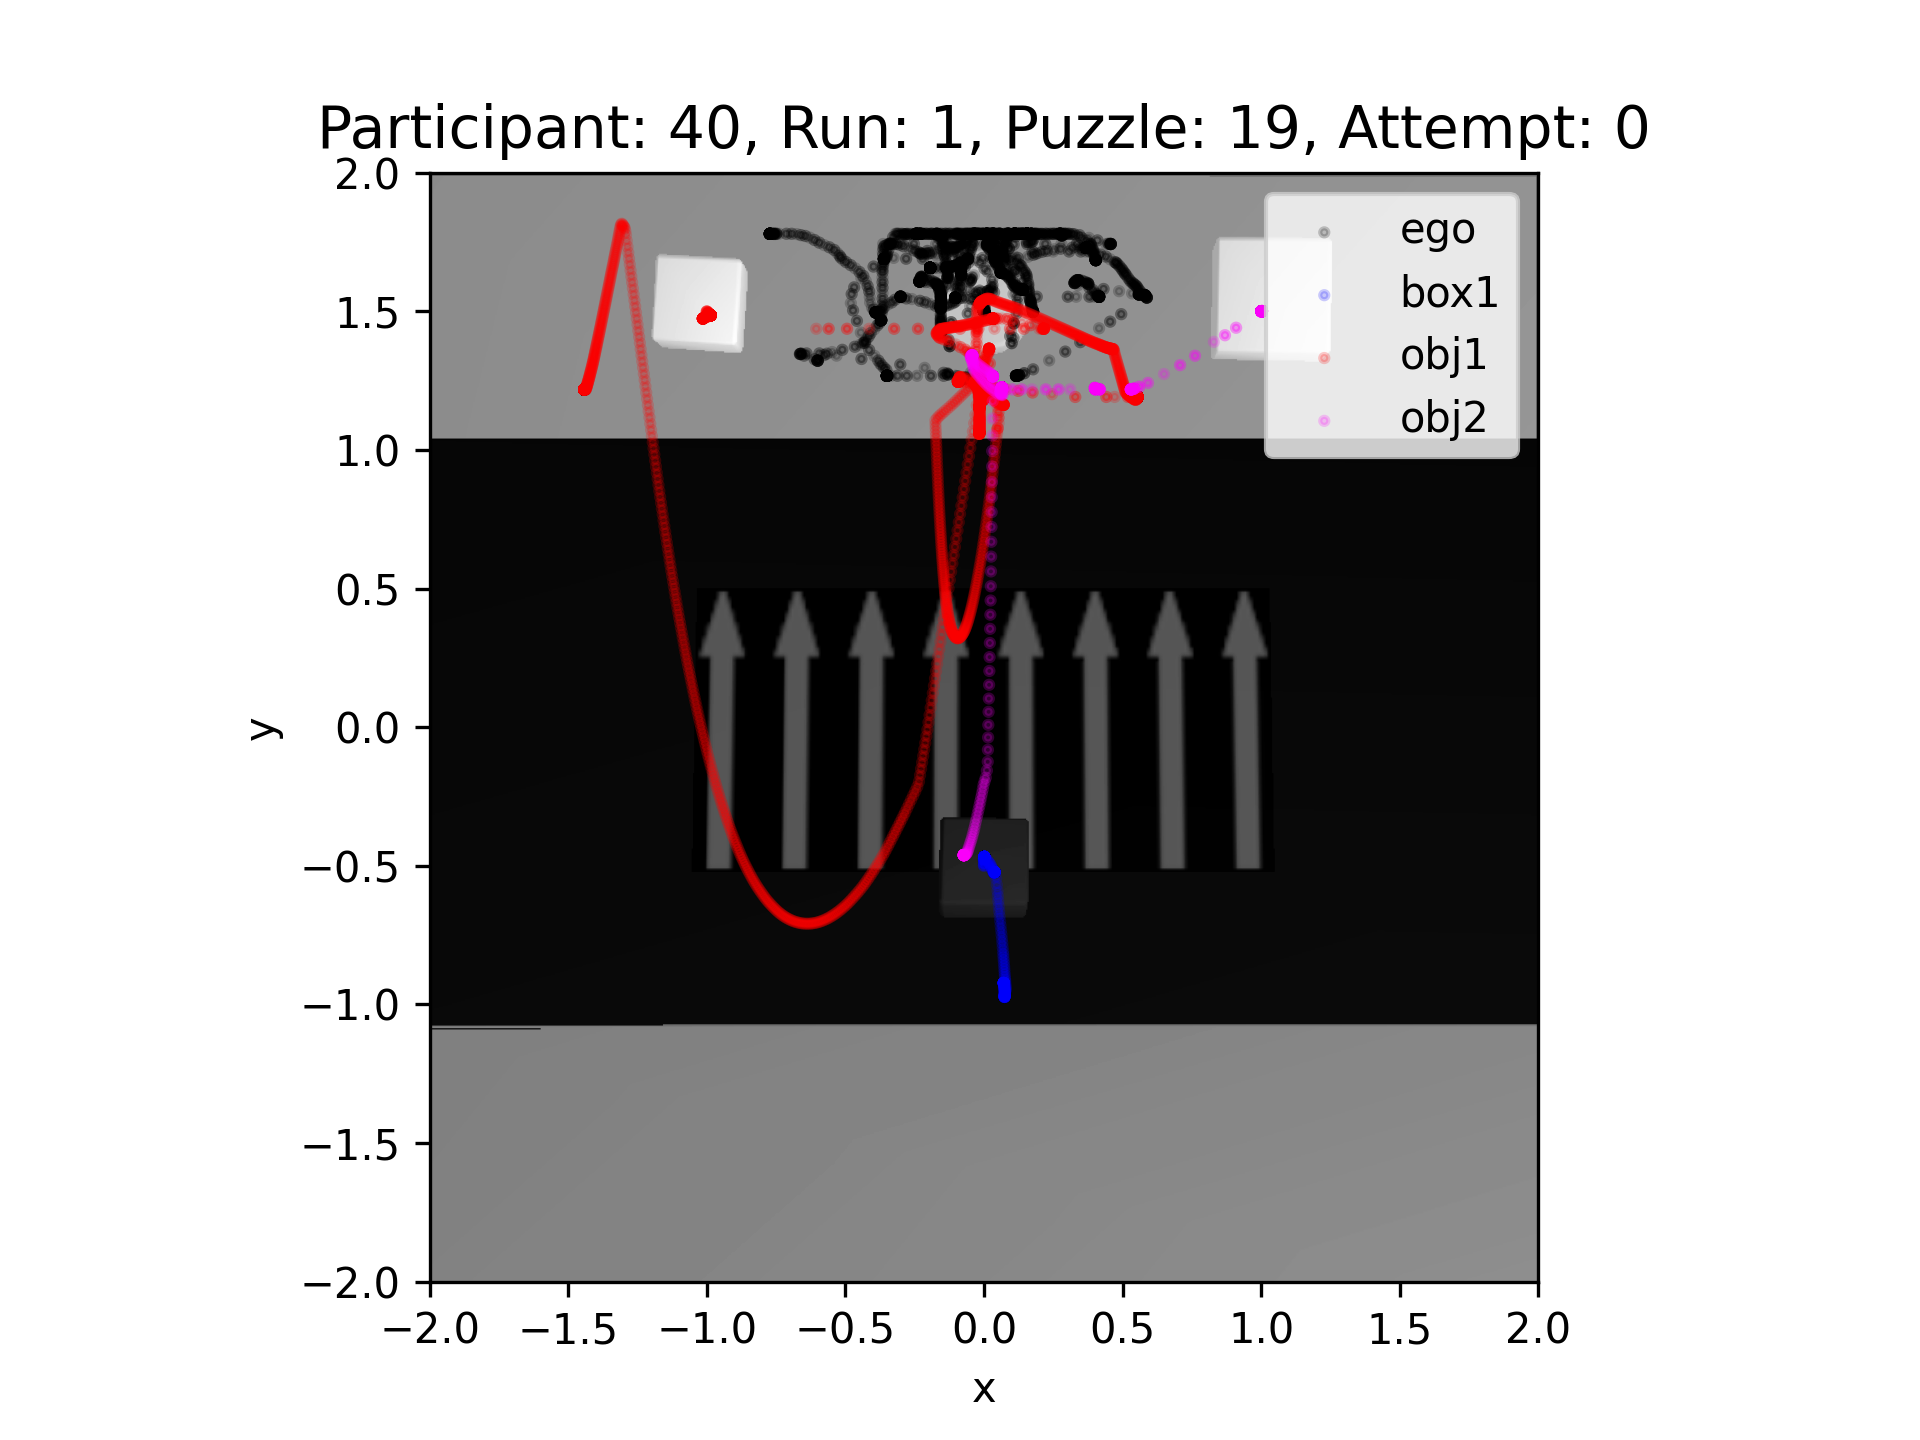 Participant: 40, Run: 1, Puzzle: 19, Attempt: 0
2.0
1.5
1.0
0.5
0.0
−0.5
−1.0
−1.5
−2.0
y
ego
box1
obj1
obj2
−2.0 −1.5 −1.0 −0.5 0.0 0.5 1.0 1.5 2.0
x